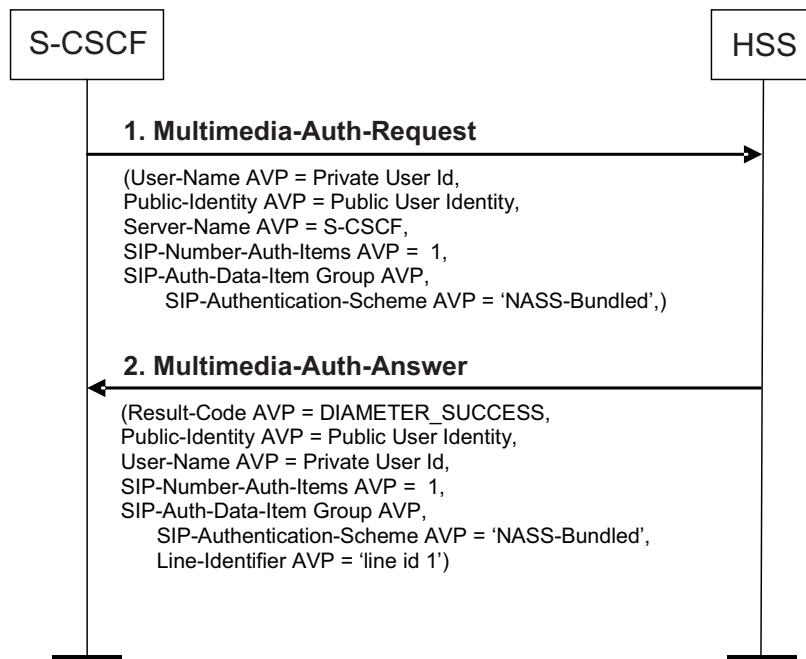 S-CSCF
HSS
1. Multimedia-Auth-Request
(User-Name AVP = Private User Id,
Public-Identity AVP = Public User Identity,
Server-Name AVP = S-CSCF,
SIP-Number-Auth-Items AVP = 1,
SIP-Auth-Data-Item Group AVP,
SIP-Authentication-Scheme AVP = ‘NASS-Bundled’,)
2. Multimedia-Auth-Answer
(Result-Code AVP = DIAMETER_SUCCESS,
Public-Identity AVP = Public User Identity,
User-Name AVP = Private User Id,
SIP-Number-Auth-Items AVP = 1,
SIP-Auth-Data-Item Group AVP,
SIP-Authentication-Scheme AVP = ‘NASS-Bundled’,
Line-Identifier AVP = ‘line id 1’)